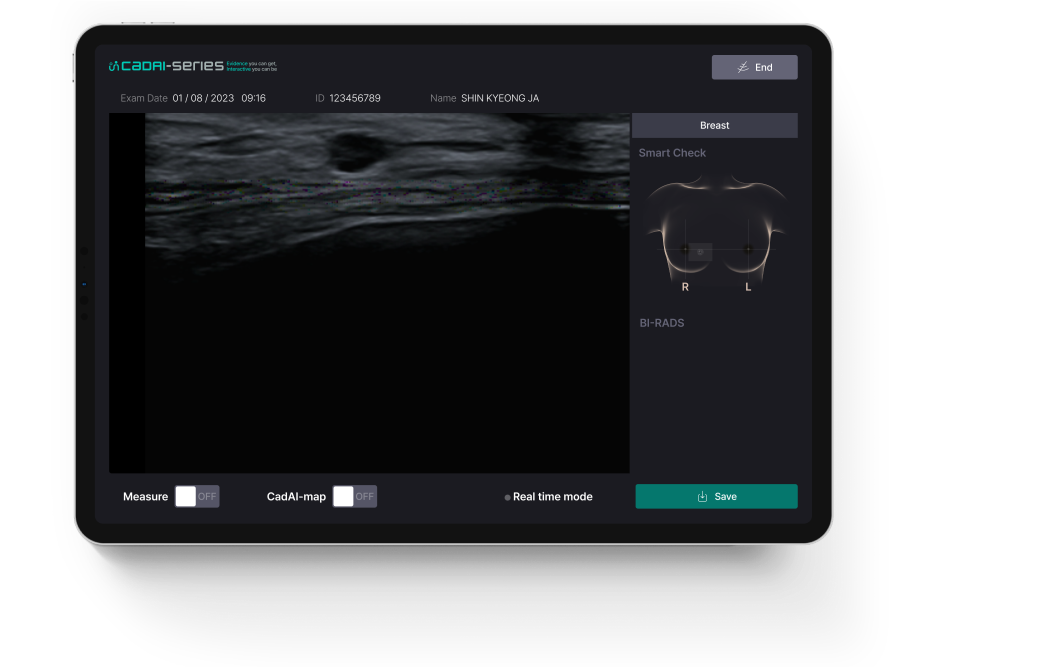 CADAI-SERIES Evidence you can get,
Interactive you can be
End
Exam Date 01 / 08 / 2023 09:16 ID 123456789 Name SHIN KYEONG JA
Breast
Smart Check
R L
BI-RADS
Measure OFF CadAI-map OFF Real time mode Save